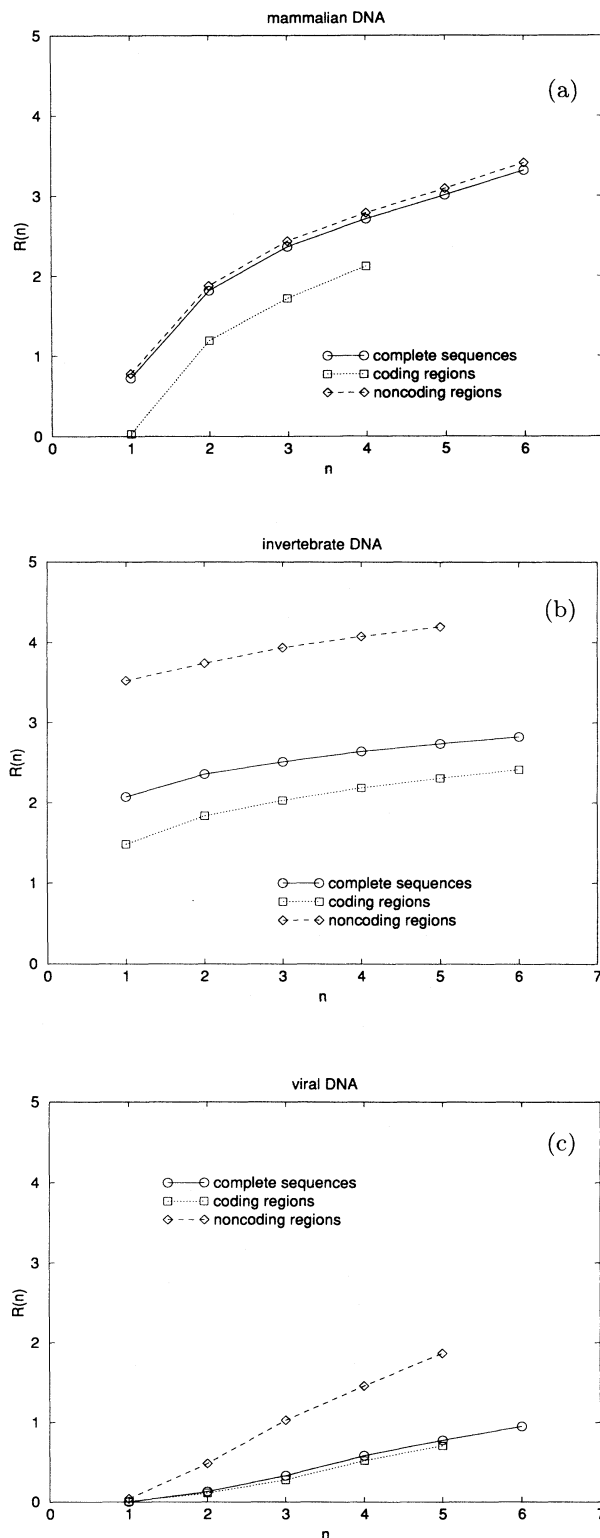 mammalian DNA
(a)
5
4
3
2
1
0
R(n)
complete sequences
coding regions
noncoding regions
0 1 2 3 4 5 6
n
invertebrate DNA
(b)
5
4
3
2
1
0
R(n)
complete sequences
coding regions
noncoding regions
0 1 2 3 4 5 6 7
n
viral DNA
(c)
5
4
3
2
1
0
R(n)
complete sequences
coding regions
noncoding regions
0 1 2 3 4 5 6 7
n